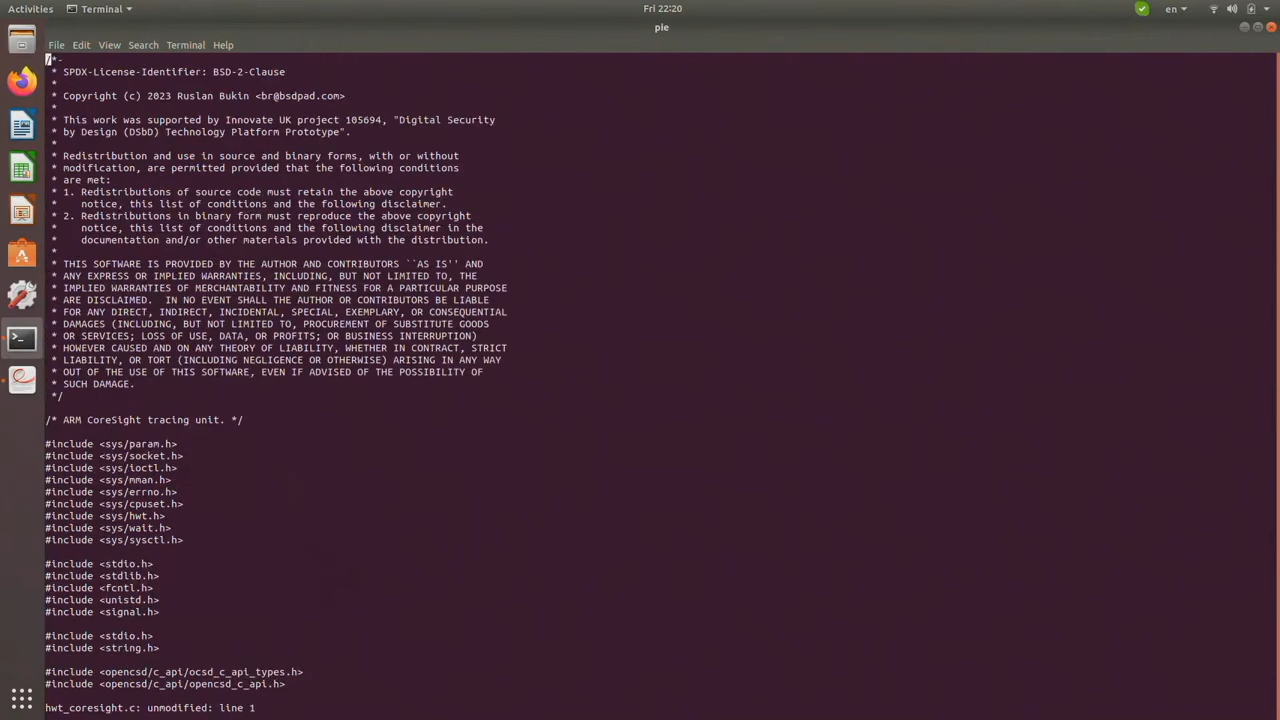 Activities
Terminal
Fri 22:20
en
pie
File Edit View Search Terminal Help
/*-
 * SPDX-License-Identifier: BSD-2-Clause
 *
 * Copyright (c) 2023 Ruslan Bukin <br@bsdpad.com>
 *
 * This work was supported by Innovate UK project 105694, "Digital Security
 * by Design (DSbD) Technology Platform Prototype".
 *
 * Redistribution and use in source and binary forms, with or without
 * modification, are permitted provided that the following conditions
 * are met:
 * 1. Redistributions of source code must retain the above copyright
 *    notice, this list of conditions and the following disclaimer.
 * 2. Redistributions in binary form must reproduce the above copyright
 *    notice, this list of conditions and the following disclaimer in the
 *    documentation and/or other materials provided with the distribution.
 *
 * THIS SOFTWARE IS PROVIDED BY THE AUTHOR AND CONTRIBUTORS ``AS IS'' AND
 * ANY EXPRESS OR IMPLIED WARRANTIES, INCLUDING, BUT NOT LIMITED TO, THE
 * IMPLIED WARRANTIES OF MERCHANTABILITY AND FITNESS FOR A PARTICULAR PURPOSE
 * ARE DISCLAIMED.  IN NO EVENT SHALL THE AUTHOR OR CONTRIBUTORS BE LIABLE
 * FOR ANY DIRECT, INDIRECT, INCIDENTAL, SPECIAL, EXEMPLARY, OR CONSEQUENTIAL
 * DAMAGES (INCLUDING, BUT NOT LIMITED TO, PROCUREMENT OF SUBSTITUTE GOODS
 * OR SERVICES; LOSS OF USE, DATA, OR PROFITS; OR BUSINESS INTERRUPTION)
 * HOWEVER CAUSED AND ON ANY THEORY OF LIABILITY, WHETHER IN CONTRACT, STRICT
 * LIABILITY, OR TORT (INCLUDING NEGLIGENCE OR OTHERWISE) ARISING IN ANY WAY
 * OUT OF THE USE OF THIS SOFTWARE, EVEN IF ADVISED OF THE POSSIBILITY OF
 * SUCH DAMAGE.
 */
/* ARM CoreSight tracing unit. */
#include <sys/param.h>
#include <sys/socket.h>
#include <sys/ioctl.h>
#include <sys/mman.h>
#include <sys/errno.h>
#include <sys/cpuset.h>
#include <sys/hwt.h>
#include <sys/wait.h>
#include <sys/sysctl.h>
#include <stdio.h>
#include <stdlib.h>
#include <fcntl.h>
#include <unistd.h>
#include <signal.h>
#include <stdio.h>
#include <string.h>
#include <opencsd/c_api/ocsd_c_api_types.h>
#include <opencsd/c_api/opencsd_c_api.h>
hwt_coresight.c: unmodified: line 1